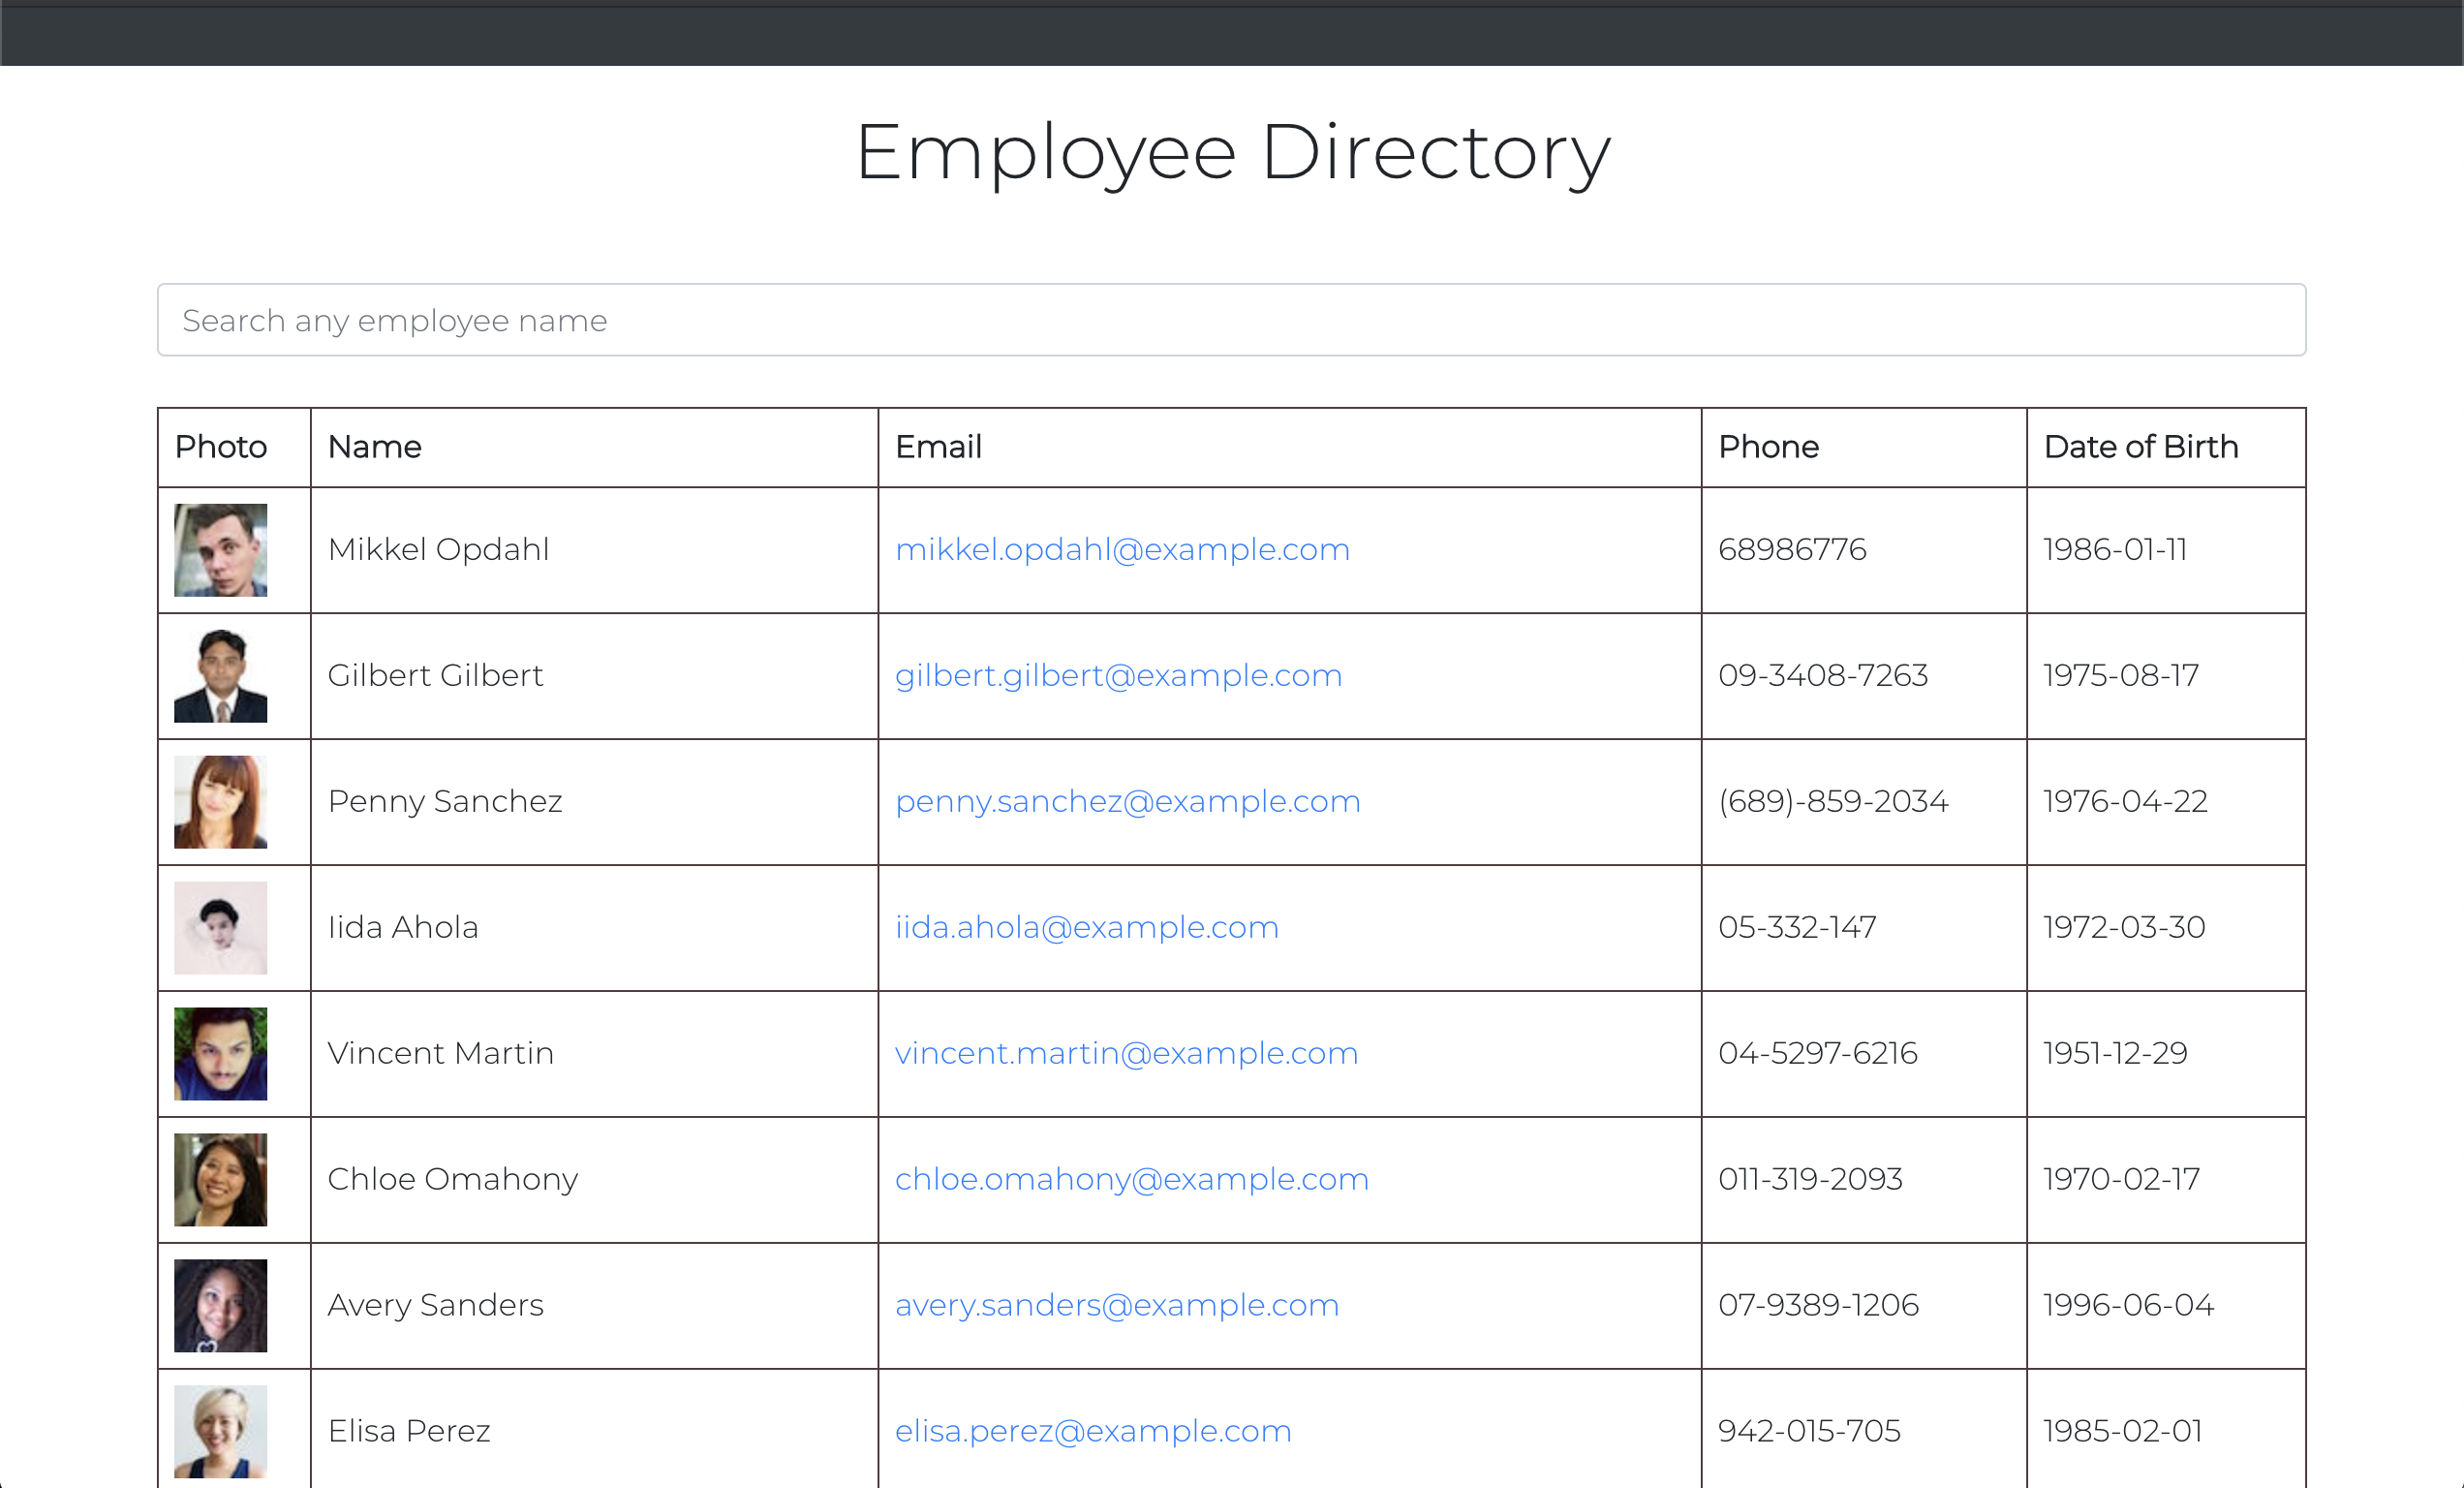 Employee Directory
Search any employee name
Photo Name Email Phone Date of Birth
Mikkel Opdahl mikkel.opdahl@example.com 68986776 1986-01-11
Gilbert Gilbert gilbert.gilbert@example.com 09-3408-7263 1975-08-17
Penny Sanchez penny.sanchez@example.com (689)-859-2034 1976-04-22
Iida Ahola iida.ahola@example.com 05-332-147 1972-03-30
Vincent Martin vincent.martin@example.com 04-5297-6216 1951-12-29
Chloe Omahony chloe.omahony@example.com 011-319-2093 1970-02-17
Avery Sanders avery.sanders@example.com 07-9389-1206 1996-06-04
Elisa Perez elisa.perez@example.com 942-015-705 1985-02-01